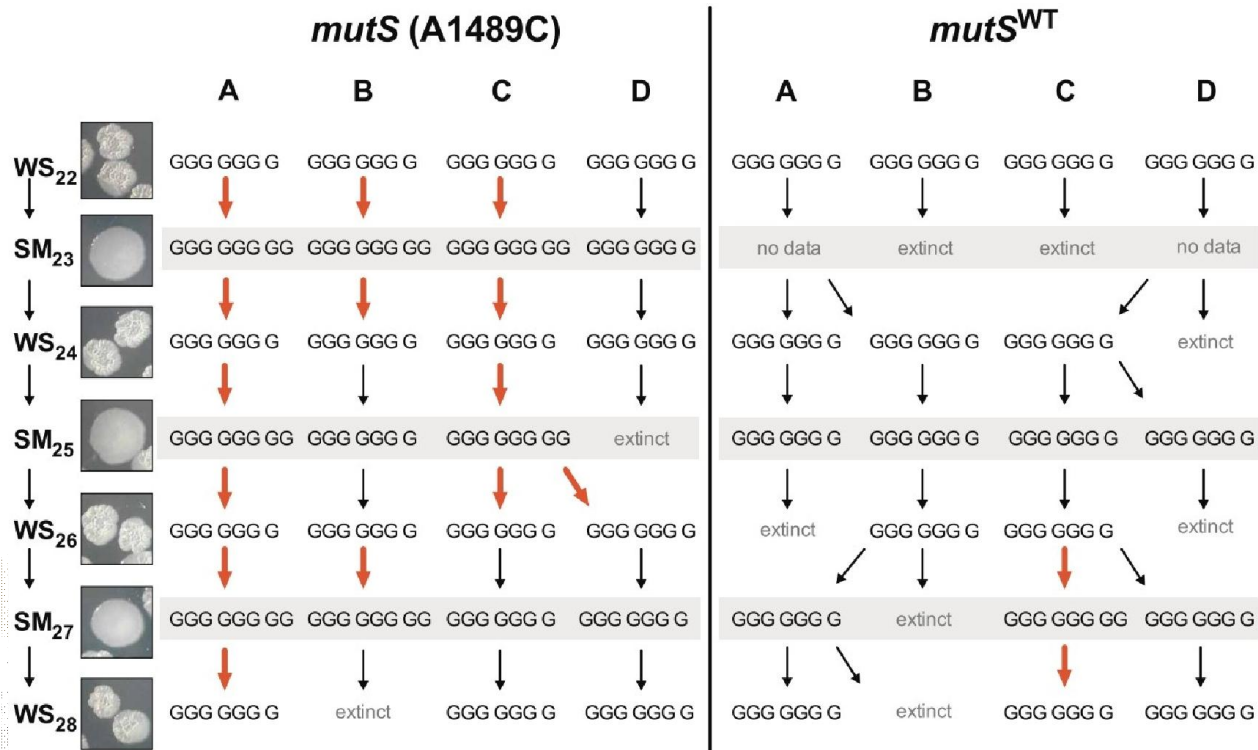 mutS (A1489C) mutSWT
A B C D A B C D
WS22 GGG GGG G GGG GGG G GGG GGG G GGG GGG G GGG GGG G GGG GGG G GGG GGG G GGG GGG G
SM23 GGG GGG GG GGG GGG GG GGG GGG GG GGG GGG G no data extinct extinct no data
WS24 GGG GGG G GGG GGG G GGG GGG G GGG GGG G GGG GGG G GGG GGG G GGG GGG G extinct
SM25 GGG GGG GG GGG GGG G GGG GGG GG extinct GGG GGG G GGG GGG G GGG GGG G GGG GGG G
WS26 GGG GGG G GGG GGG G GGG GGG G GGG GGG G extinct GGG GGG G GGG GGG G extinct
SM27 GGG GGG GG GGG GGG GG GGG GGG G GGG GGG G GGG GGG G extinct GGG GGG GG GGG GGG G
WS28 GGG GGG G extinct GGG GGG G GGG GGG G GGG GGG G extinct GGG GGG G GGG GGG G